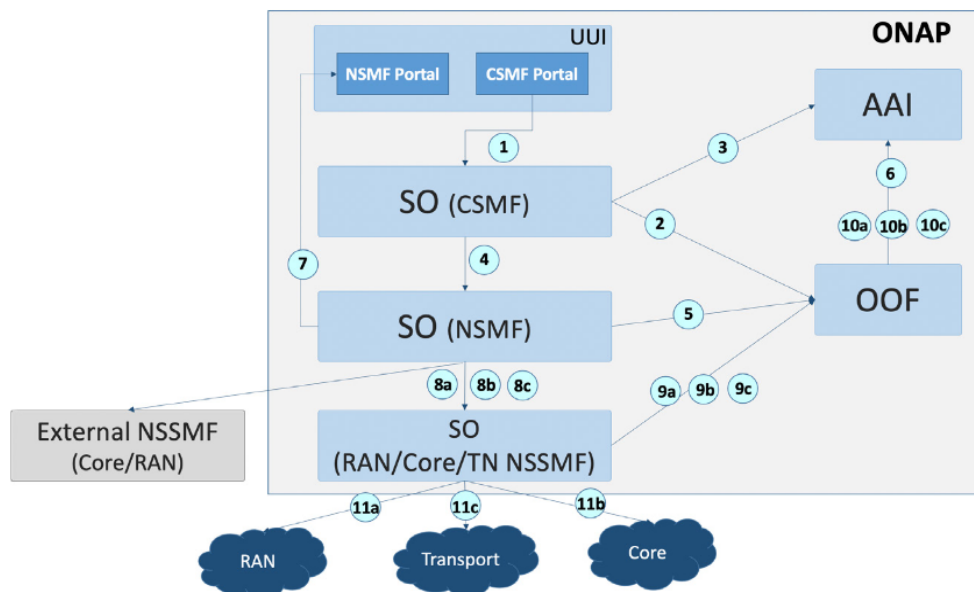 UUI
ONAP
NSMF Portal
CSMF Portal
AAI
1
3
6
SO (CSMF)
2
10a
10b
10c
7
4
SO (NSMF)
5
OOF
8a
8b
8c
9a
9b
9c
External NSSMF
(Core/RAN)
SO
(RAN/Core/TN NSSMF)
11a
11c
11b
RAN
Transport
Core